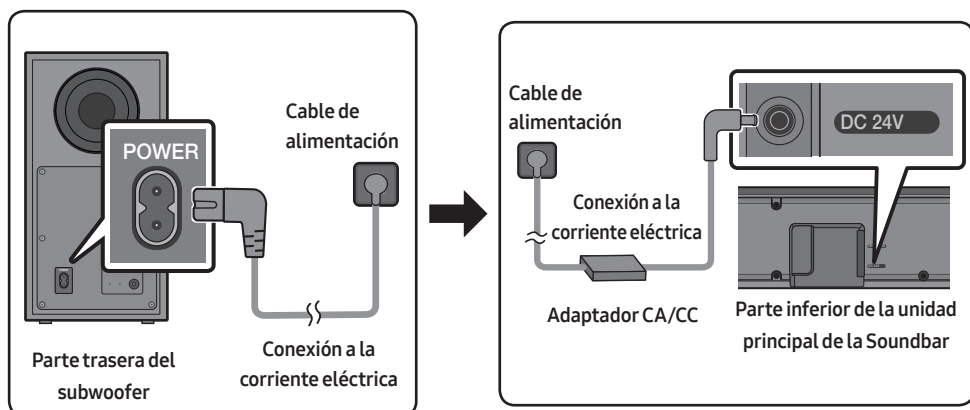 POWER
Cable de
alimentación
Parte trasera del
subwoofer
Conexión a la
corriente eléctrica
Cable de
alimentación
DC 24V
Conexión a la
corriente eléctrica
Adaptador CA/CC
Parte inferior de la unidad
principal de la Soundbar